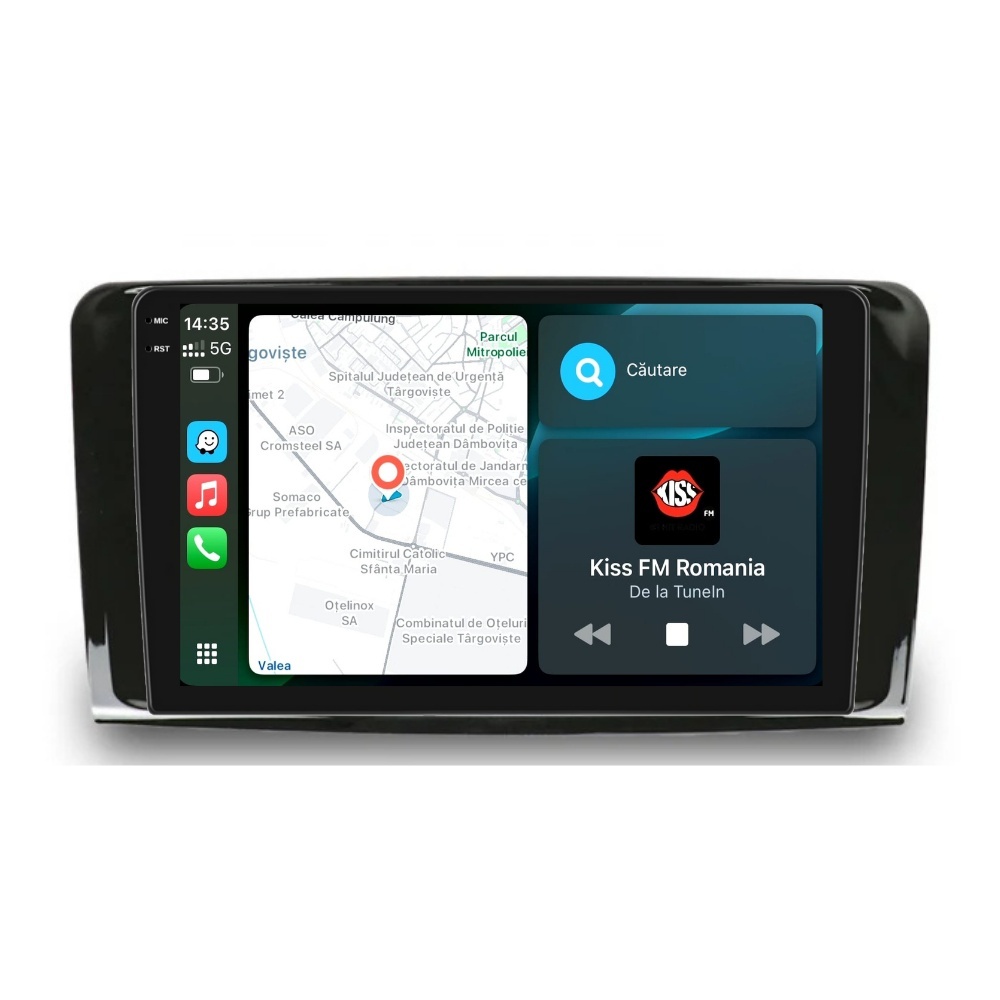 MIC
RST
14:35
5G
Calea Câmpulung
goviște
Parcul
Mitropolie
Spitalul Județean de Urgență
Târgoviște
imet 2
ASO
Cromsteel SA
Inspectoratul de Poliție
Județean Dâmbovița
ectoratul de Jandarm
Dâmbovița Mircea ce
Somaco
Grup Prefabricate
Cimitirul Catolic
Sfânta Maria
YPC
Oțelinox
SA
Combinatul de Oțeluri
Speciale Târgoviște
Valea
Căutare
KISS
FM
Kiss FM Romania
De la TuneIn